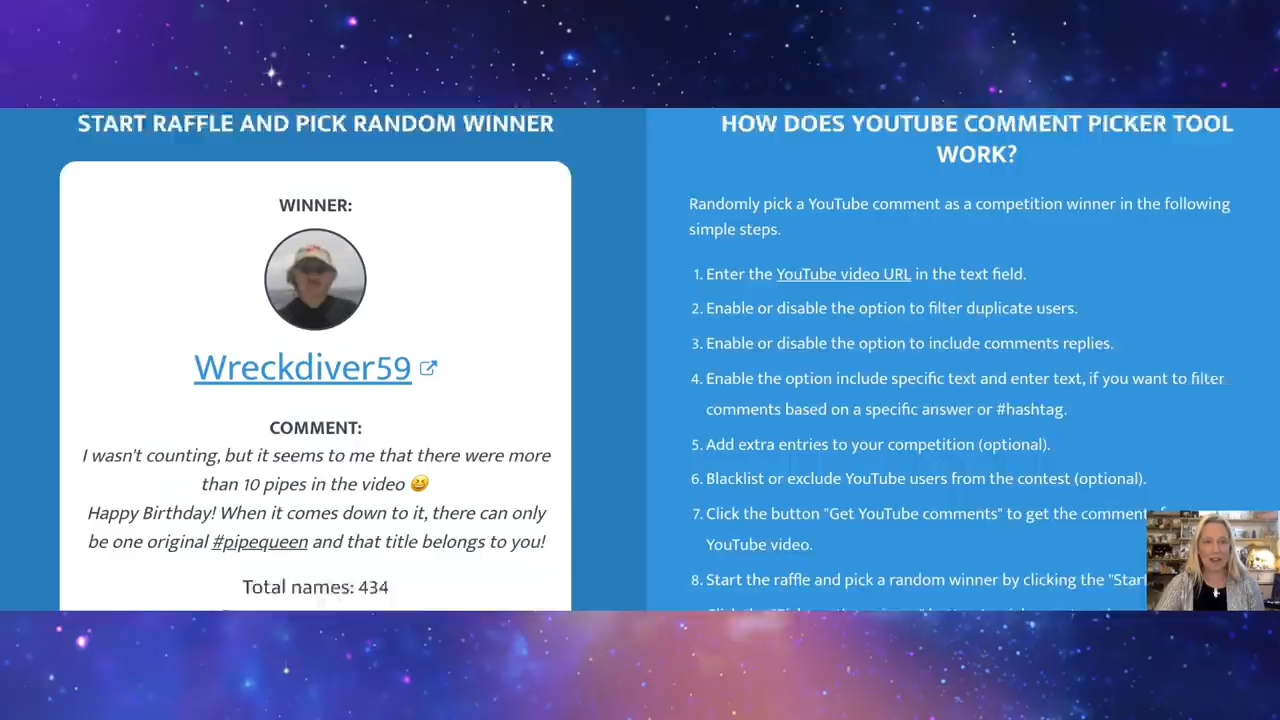 START RAFFLE AND PICK RANDOM WINNER
WINNER:
Wreckdiver59
COMMENT:
I wasn't counting, but it seems to me that there were more
than 10 pipes in the video 😆
Happy Birthday! When it comes down to it, there can only
be one original #pipequeen and that title belongs to you!
Total names: 434
HOW DOES YOUTUBE COMMENT PICKER TOOL
WORK?
Randomly pick a YouTube comment as a competition winner in the following
simple steps.
1. Enter the YouTube video URL in the text field.
2. Enable or disable the option to filter duplicate users.
3. Enable or disable the option to include comments replies.
4. Enable the option include specific text and enter text, if you want to filter
comments based on a specific answer or #hashtag.
5. Add extra entries to your competition (optional).
6. Blacklist or exclude YouTube users from the contest (optional).
7. Click the button "Get YouTube comments" to get the comment
YouTube video.
8. Start the raffle and pick a random winner by clicking the "Star